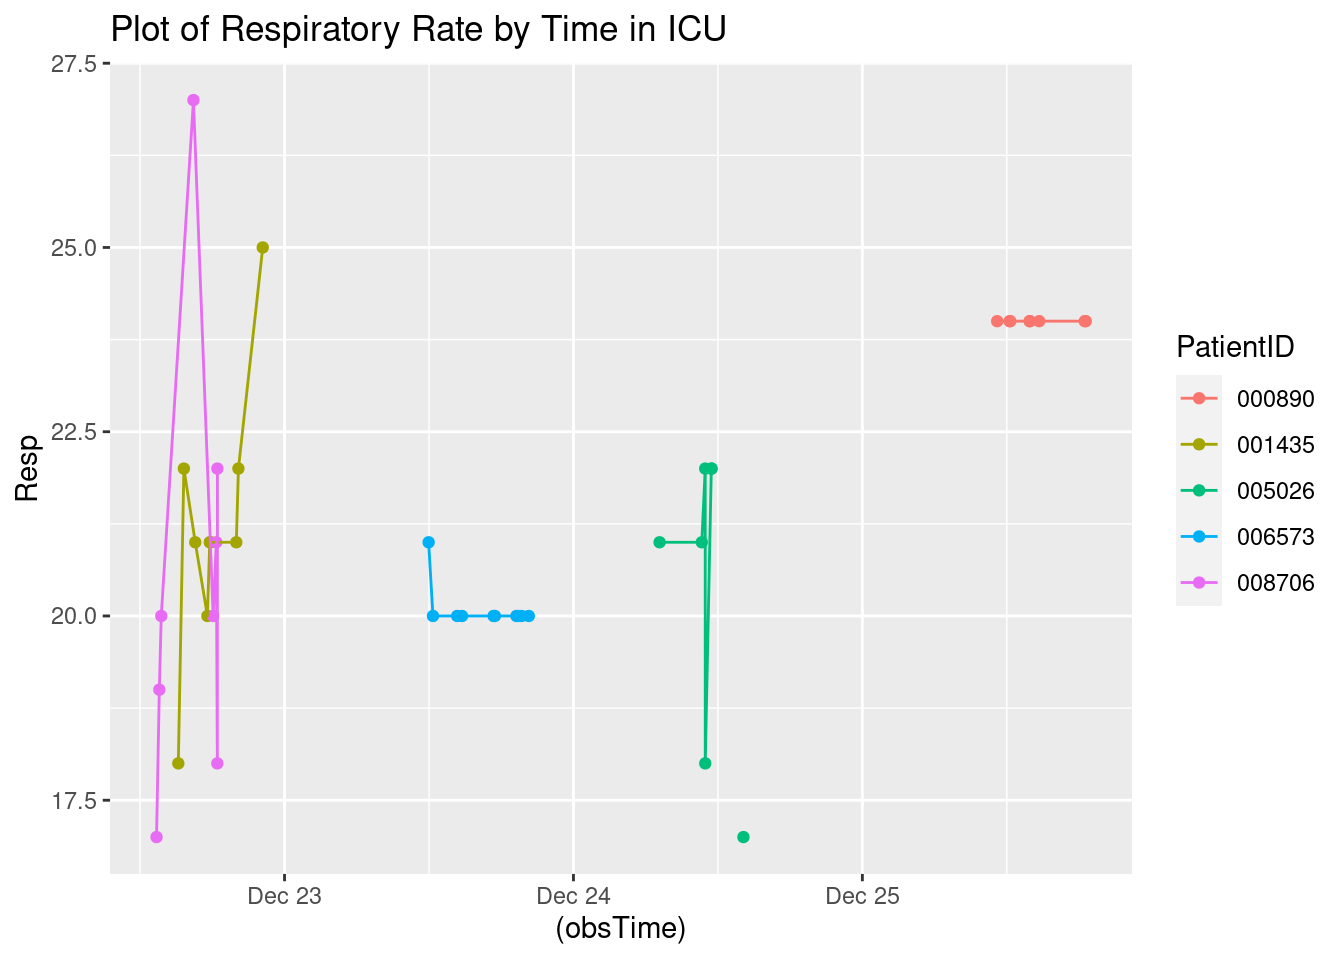 Plot of Respiratory Rate by Time in ICU
27.5
25.0
22.5
20.0
17.5
Resp
Dec 23
Dec 24
Dec 25
(obsTime)
PatientID
000890
001435
005026
006573
008706